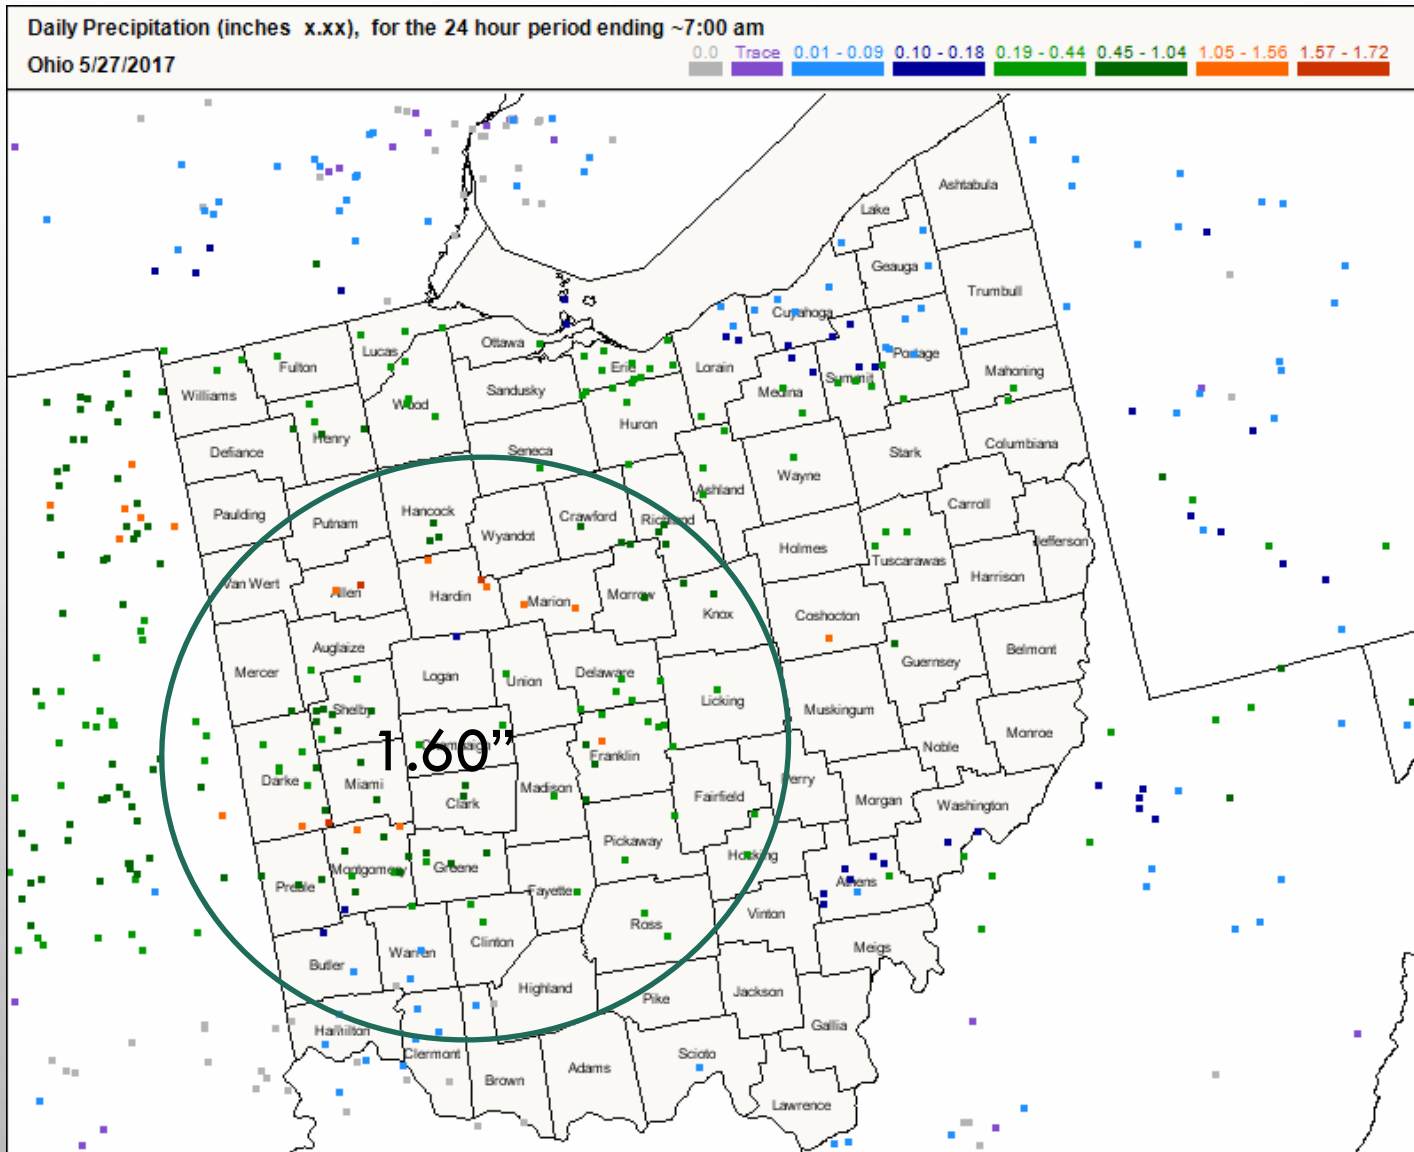 Daily Precipitation (inches x.xx), for the 24 hour period ending ~7:00 am
Ohio 5/27/2017
0.0 Trace 0.01 - 0.09 0.10 - 0.18 0.19 - 0.44 0.45 - 1.04 1.05 - 1.56 1.57 - 1.72
Ashtabula
Lake
Geauga
Trumbull
Cuyahoga
Ottawa
Lucas
Fulton
Erie
Lorain
Portage
Mahoning
Williams
Wood
Sandusky
Medina
Summit
Huron
Henry
Defiance
Seneca
Stark
Columbiana
Wayne
Ashland
Carroll
Paulding
Putnam
Hancock
Crawford
Richland
Wyandot
Holmes
Jefferson
Tuscarawas
Harrison
Van Wert
Allen
Hardin
Marion
Morrow
Knox
Coshocton
Auglaize
Belmont
Guernsey
Mercer
Logan
Union
Delaware
Licking
Muskingum
Shelby
Monroe
Noble
Champaign
1.60”
Franklin
Darke
Miami
Madison
Perry
Clark
Fairfield
Morgan
Washington
Pickaway
Hocking
Montgomery
Greene
Preble
Fayette
Athens
Vinton
Ross
Clinton
Warren
Meigs
Butler
Highland
Pike
Jackson
Hamilton
Gallia
Clermont
Scioto
Brown
Adams
Lawrence